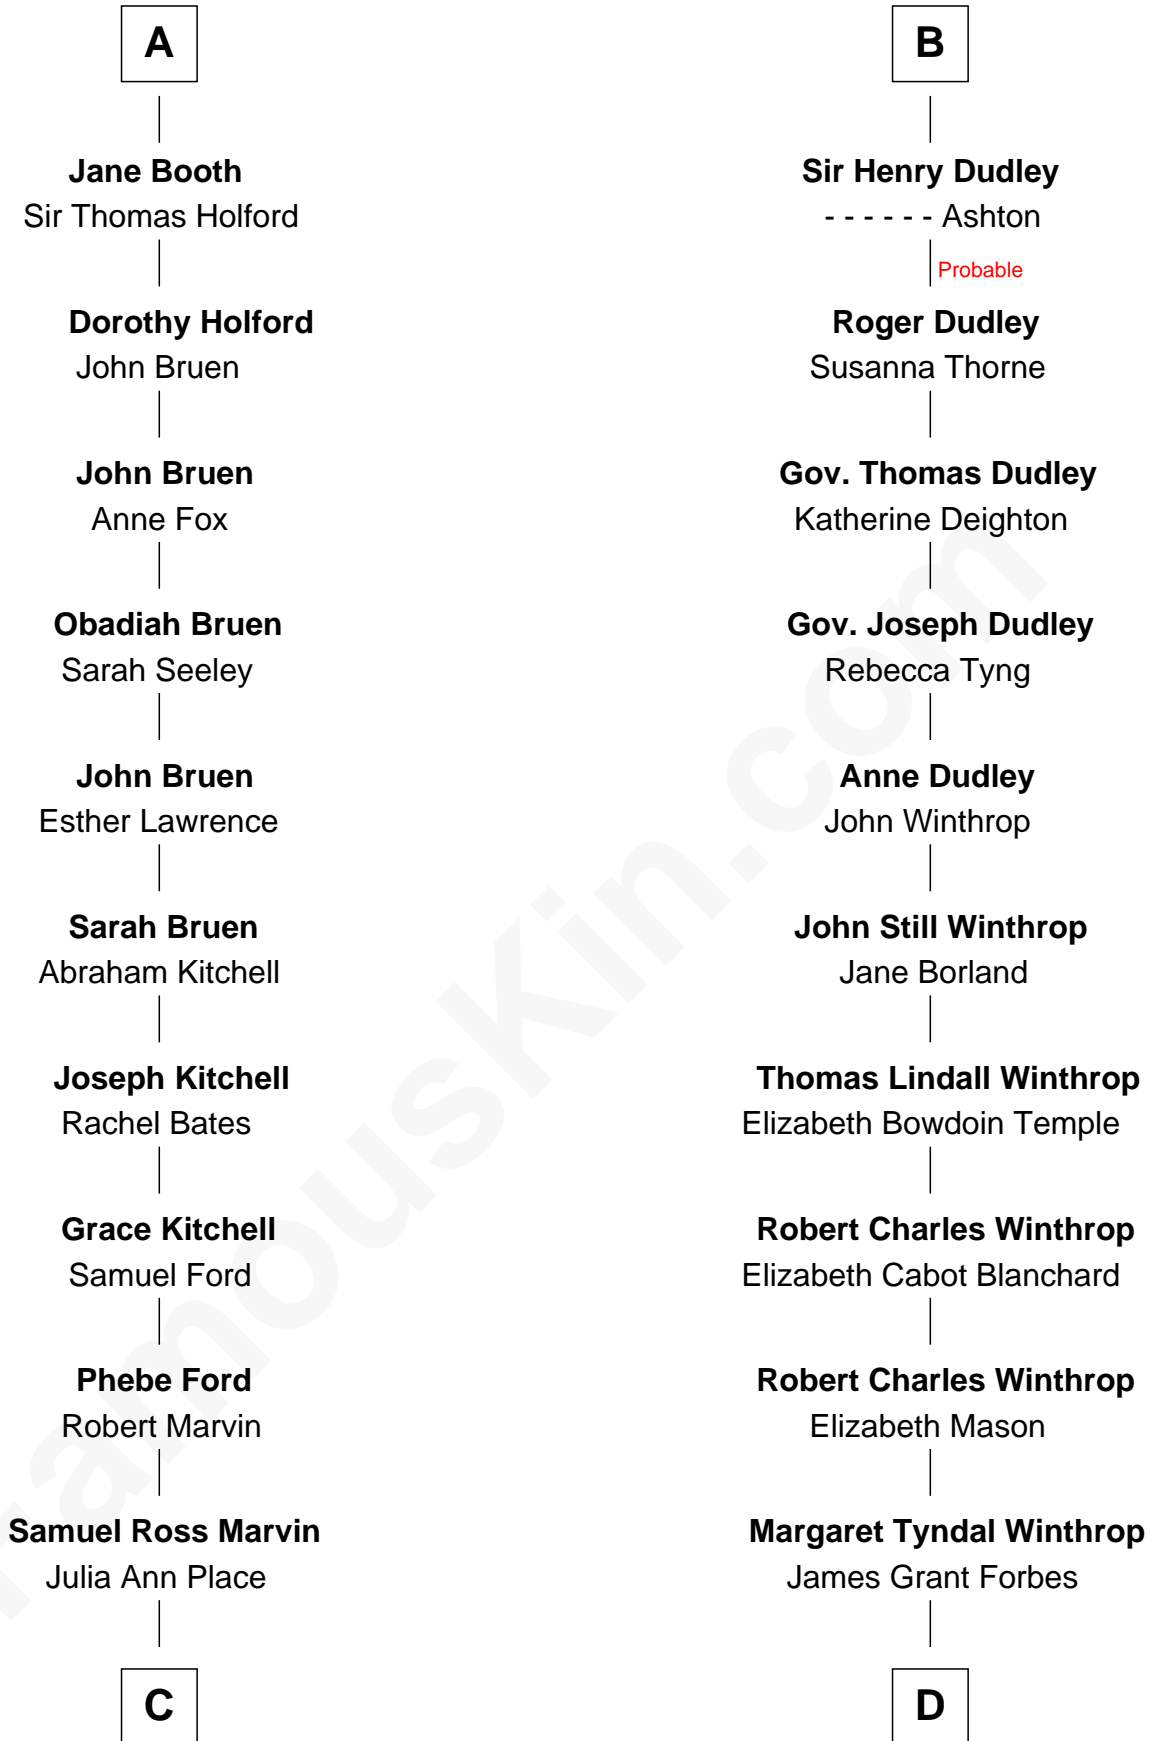 A
Jane Booth
Sir Thomas Holford
Dorothy Holford
John Bruen
John Bruen
Anne Fox
Obadiah Bruen
Sarah Seeley
John Bruen
Esther Lawrence
Sarah Bruen
Abraham Kitchell
Joseph Kitchell
Rachel Bates
Grace Kitchell
Samuel Ford
Phebe Ford
Robert Marvin
Samuel Ross Marvin
Julia Ann Place
C
B
Sir Henry Dudley
- - - - - - Ashton
Probable
Roger Dudley
Susanna Thorne
Gov. Thomas Dudley
Katherine Deighton
Gov. Joseph Dudley
Rebecca Tyng
Anne Dudley
John Winthrop
John Still Winthrop
Jane Borland
Thomas Lindall Winthrop
Elizabeth Bowdoin Temple
Robert Charles Winthrop
Elizabeth Cabot Blanchard
Robert Charles Winthrop
Elizabeth Mason
Margaret Tyndal Winthrop
James Grant Forbes
D
FamousKin.com